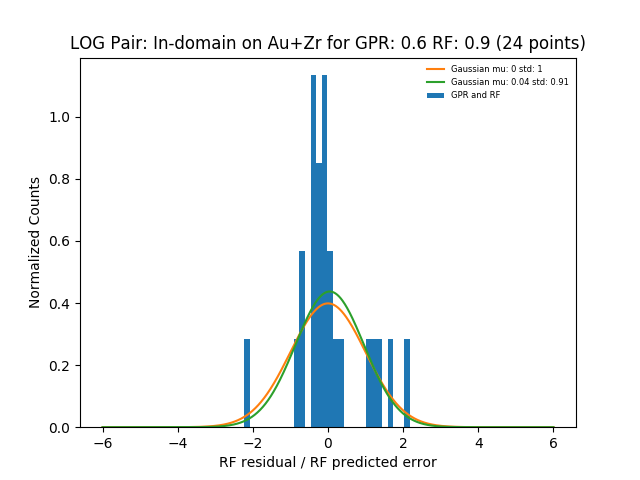 LOG Pair: In-domain on Au+Zr for GPR: 0.6 RF: 0.9 (24 points)
Gaussian mu: 0 std: 1
Gaussian mu: 0.04 std: 0.91
GPR and RF
Normalized Counts
1.0
0.8
0.6
0.4
0.2
0.0
−6 −4 −2 0 2 4 6
RF residual / RF predicted error